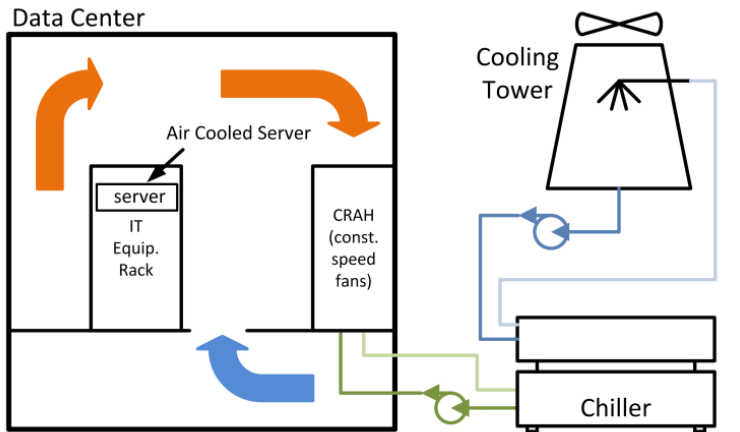 Data Center
Cooling
Tower
Air Cooled Server
server
IT
Equip.
Rack
CRAH
(const.
speed
fans)
Chiller